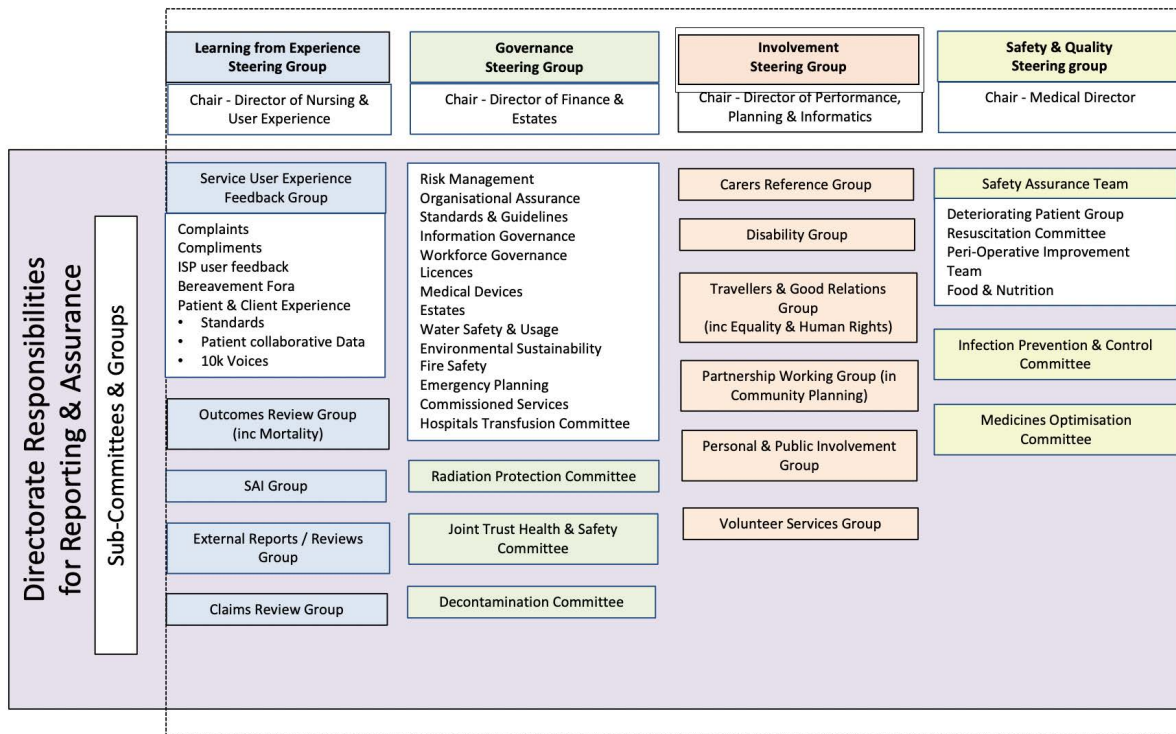 Learning from Experience
Steering Group
Chair - Director of Nursing &
User Experience
Governance
Steering Group
Chair - Director of Finance &
Estates
Involvement
Steering Group
Chair - Director of Performance,
Planning & Informatics
Safety & Quality
Steering group
Chair - Medical Director
Directorate Responsibilities
for Reporting & Assurance
Sub-Committees & Groups
Service User Experience
Feedback Group
Complaints
Compliments
ISP user feedback
Bereavement Fora
Patient & Client Experience
• Standards
• Patient collaborative Data
• 10k Voices
Outcomes Review Group
(inc Mortality)
SAI Group
External Reports / Reviews
Group
Claims Review Group
Risk Management
Organisational Assurance
Standards & Guidelines
Information Governance
Workforce Governance
Licences
Medical Devices
Estates
Water Safety & Usage
Environmental Sustainability
Fire Safety
Emergency Planning
Commissioned Services
Hospitals Transfusion Committee
Radiation Protection Committee
Joint Trust Health & Safety
Committee
Decontamination Committee
Carers Reference Group
Disability Group
Travellers & Good Relations
Group
(inc Equality & Human Rights)
Partnership Working Group (in
Community Planning)
Personal & Public Involvement
Group
Volunteer Services Group
Safety Assurance Team
Deteriorating Patient Group
Resuscitation Committee
Peri-Operative Improvement
Team
Food & Nutrition
Infection Prevention & Control
Committee
Medicines Optimisation
Committee